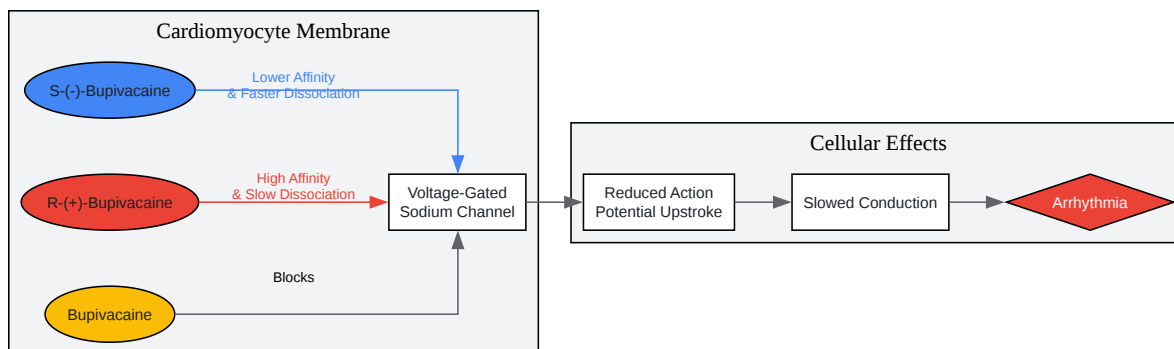 Cardiomyocyte Membrane
S-(-)-Bupivacaine
Lower Affinity
& Faster Dissociation
R-(+)-Bupivacaine
High Affinity
& Slow Dissociation
Voltage-Gated
Sodium Channel
Blocks
Bupivacaine
Cellular Effects
Reduced Action
Potential Upstroke
Slowed Conduction
Arrhythmia